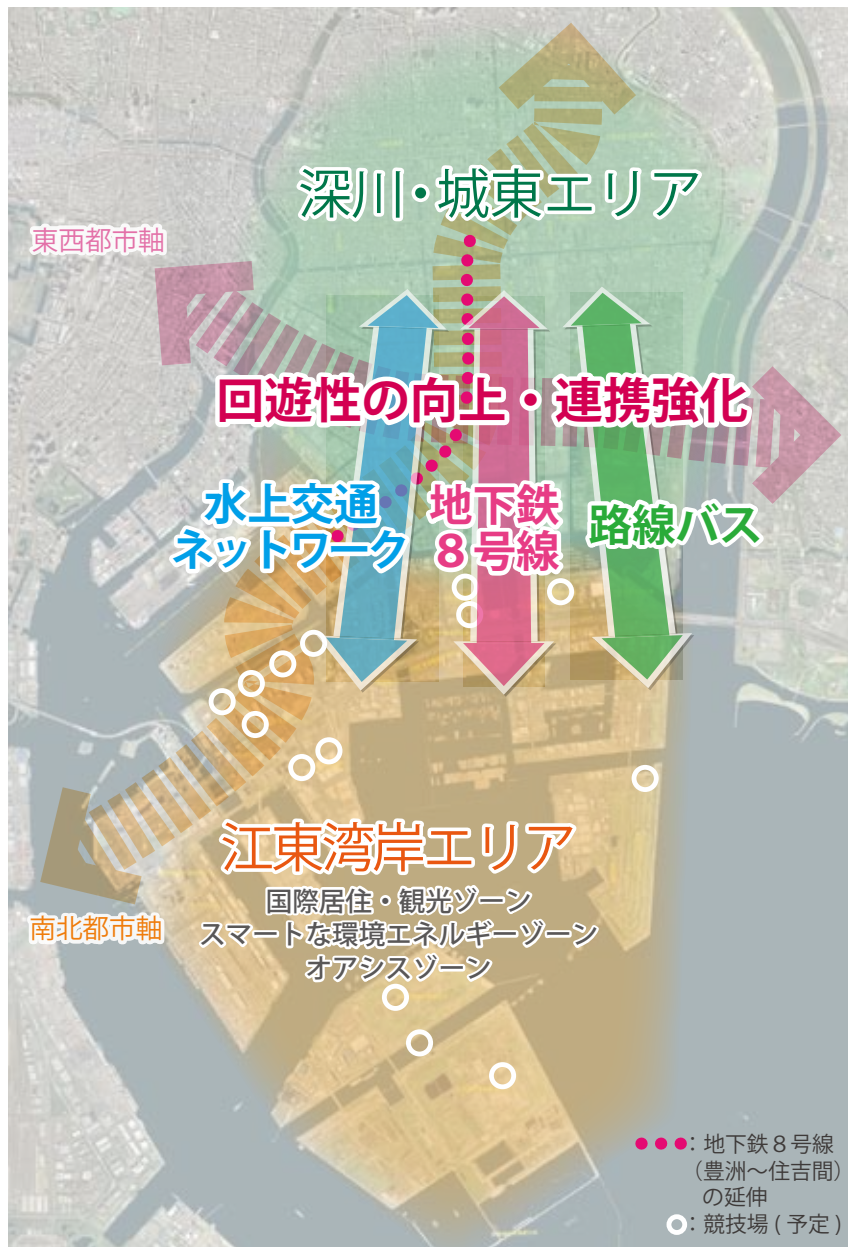 深川・城東エリア
東西都市軸
回遊性の向上・連携強化
水上交通
ネットワーク
地下鉄
８号線
路線バス
江東湾岸エリア
国際居住・観光ゾーン
スマートな環境エネルギーゾーン
オアシスゾーン
南北都市軸
：地下鉄８号線
（豊洲〜住吉間）
の延伸
：競技場 ( 予定 )